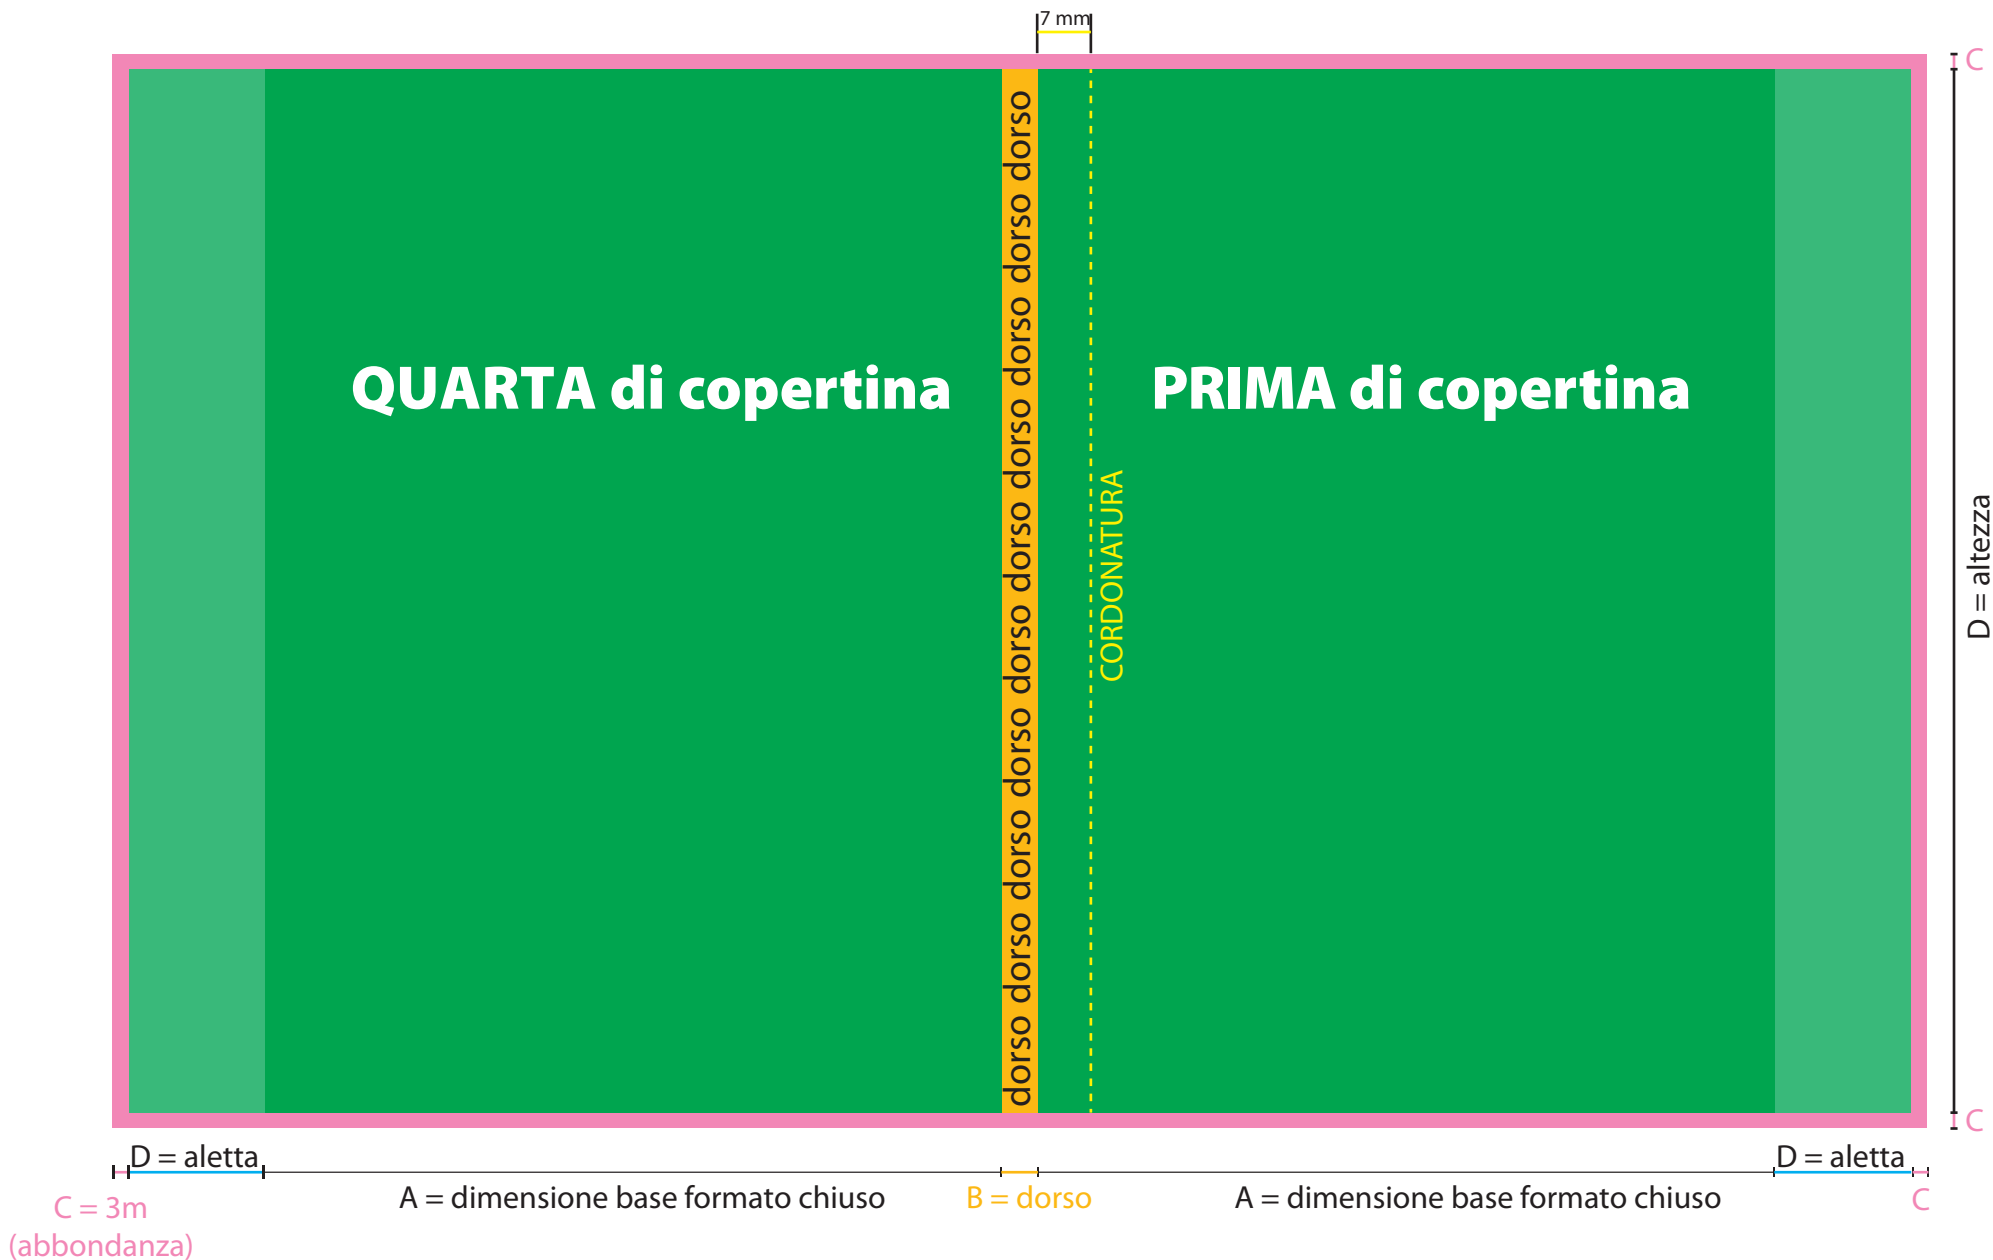 7 mm
C
QUARTA di copertina
PRIMA di copertina
dorso dorso dorso dorso dorso dorso dorso dorso dorso dorso
CORDONATURA
D = altezza
C
D = aletta
D = aletta
A = dimensione base formato chiuso
B = dorso
A = dimensione base formato chiuso
C
C = 3m
(abbondanza)